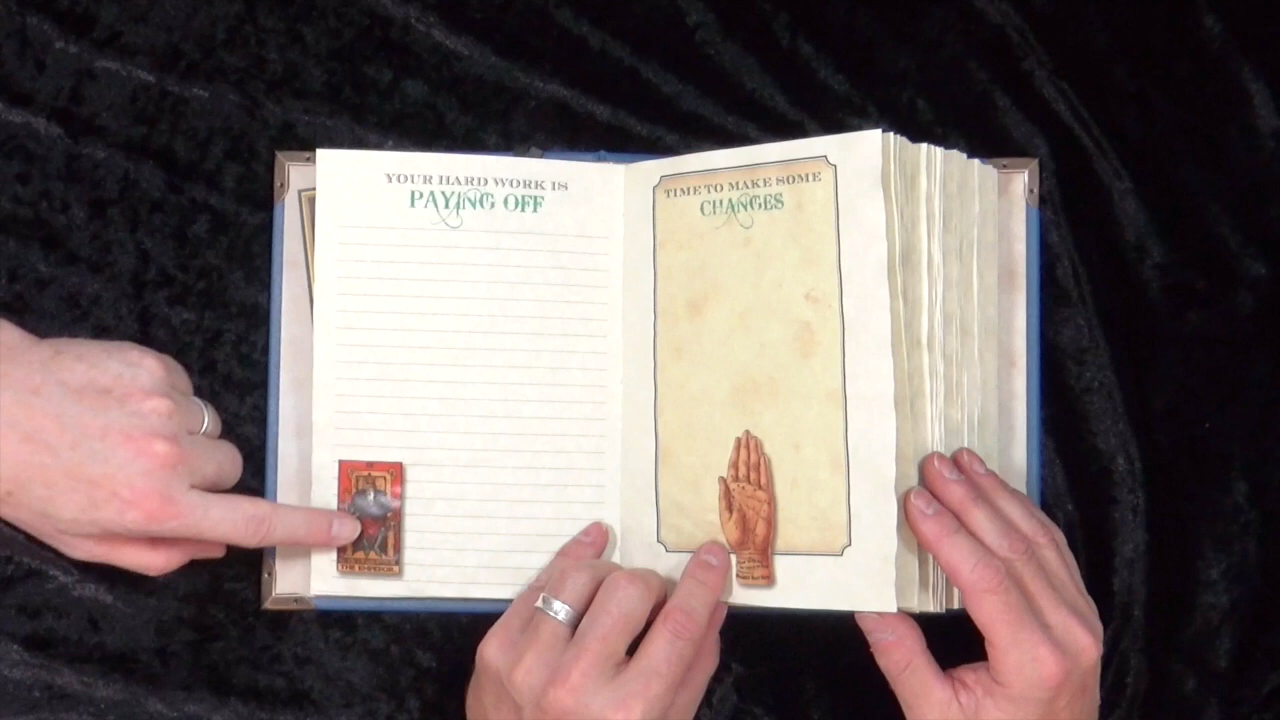 YOUR HARD WORK IS
PAYING OFF
TIME TO MAKE SOME
CHANGES
THE EMPEROR